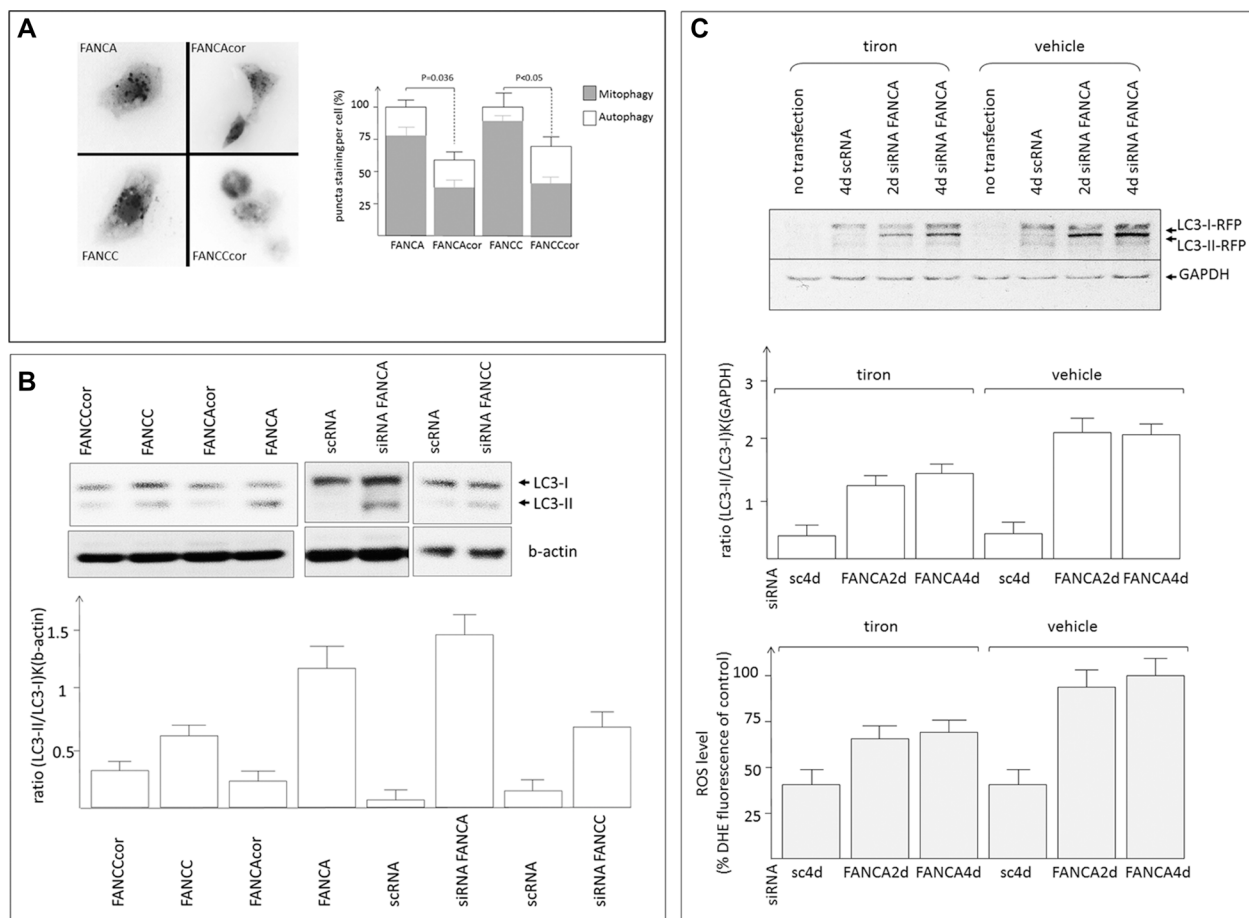 A
FANCA
FANCAcor
FANCC
FANCCcor
P=0.036
P<0.05
Mitophagy
Autophagy
puncta staining per cell (%)
100
75
50
25
FANCA
FANCAcor
FANCC
FANCCcor
B
FANCCcor
FANCC
FANCAcor
FANCA
scRNA
siRNA FANCA
scRNA
siRNA FANCC
LC3-I
LC3-II
b-actin
ratio (LC3-II/LC3-I)K(b-actin)
1.5
1
0.5
FANCCcor
FANCC
FANCAcor
FANCA
scRNA
siRNA FANCA
scRNA
siRNA FANCC
C
tiron
vehicle
no transfection
4d scRNA
2d siRNA FANCA
4d siRNA FANCA
no transfection
4d scRNA
2d siRNA FANCA
4d siRNA FANCA
LC3-I-RFP
LC3-II-RFP
GAPDH
tiron
vehicle
ratio (LC3-II/LC3-I)K(GAPDH)
3
2
1
siRNA
sc4d
FANCA2d
FANCA4d
sc4d
FANCA2d
FANCA4d
tiron
vehicle
ROS level
(% DHE fluorescence of control)
100
75
50
25
siRNA
sc4d
FANCA2d
FANCA4d
sc4d
FANCA2d
FANCA4d